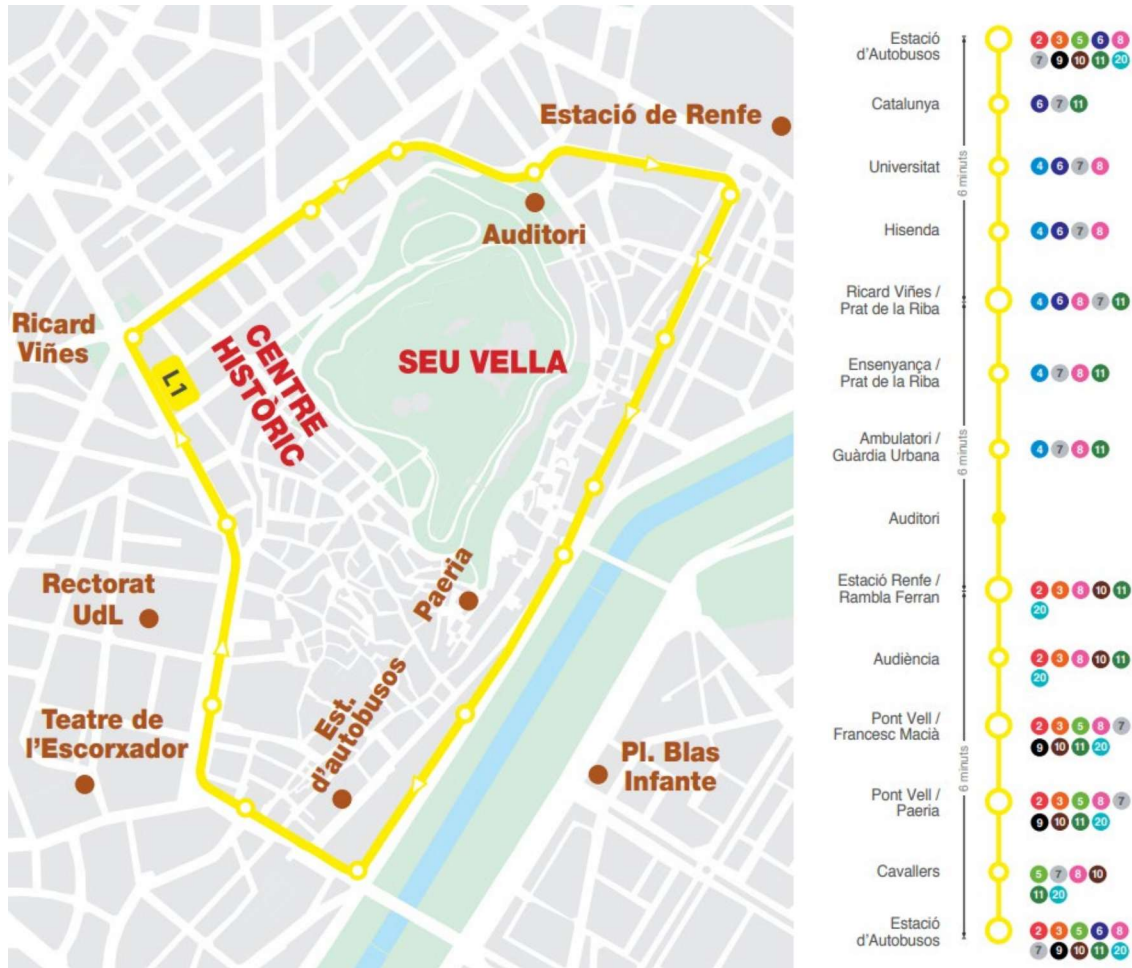 Estació de Renfe
Auditori
Ricard
Viñes
L1
CENTRE
HISTÒRIC
SEU VELLA
Rectorat
UdL
Paeria
Teatre de
l'Escorxador
Est.
d'autobusos
Pl. Blas
Infante
Estació
d'Autobusos
2 3 5 6 8
7 9 10 11 20
Catalunya
6 7 11
Universitat
4 6 7 8
6 minuts
Hisenda
4 6 7 8
Ricard Viñes /
Prat de la Riba
4 6 8 7 11
Ensenyança /
Prat de la Riba
4 7 8 11
Ambulatori /
Guàrdia Urbana
4 7 8 11
6 minuts
Auditori
Estació Renfe /
Rambla Ferran
2 3 8 10 11
20
Audiència
2 3 8 10 11
20
Pont Vell /
Francesc Macià
2 3 5 8 7
9 10 11 20
6 minuts
Pont Vell /
Paeria
2 3 5 8 7
9 10 11 20
Cavallers
5 7 8 10
11 20
Estació
d'Autobusos
2 3 5 6 8
7 9 10 11 20